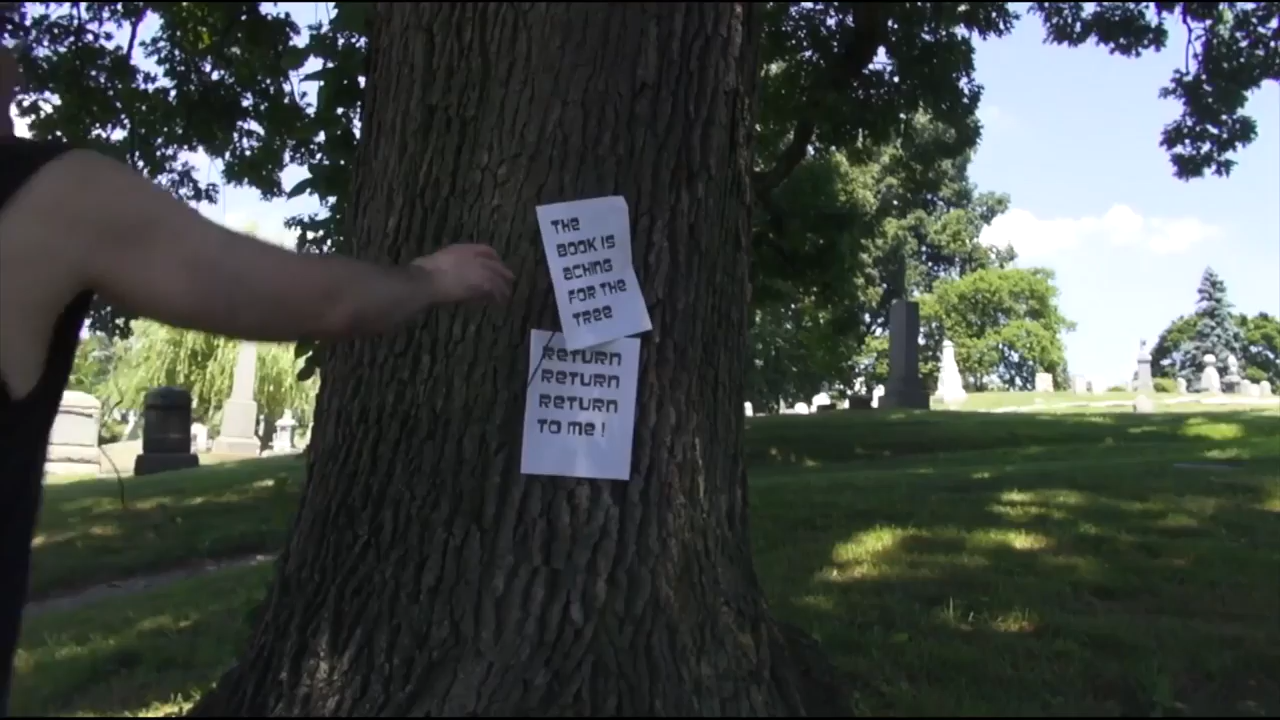 THE
BOOK IS
ACHING
FOR THE
TREE
RETURN
RETURN
RETURN
TO ME!